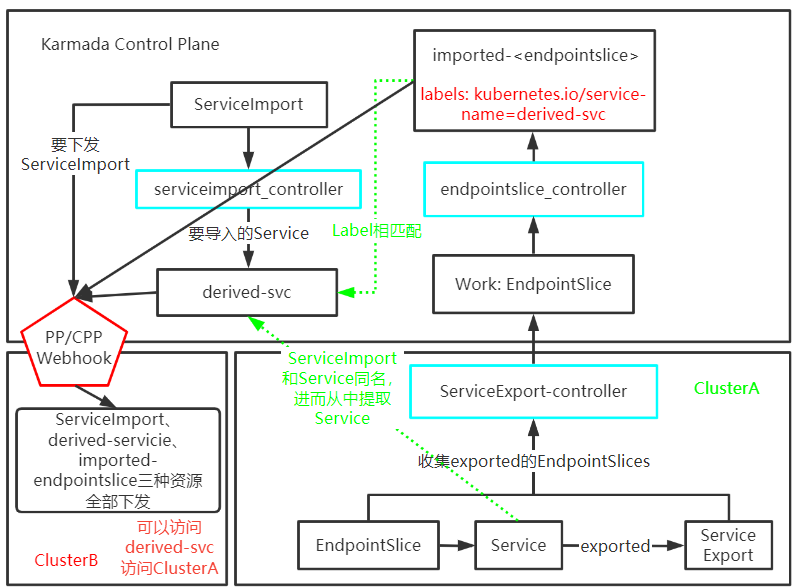 Karmada Control Plane
imported-<endpointslice>
labels: kubernetes.io/service-
name=derived-svc
ServiceImport
要下发
ServiceImport
serviceimport_controller
endpointslice_controller
要导入的Service
Label相匹配
derived-svc
Work: EndpointSlice
PP/CPP
Webhook
ServiceImport
和Service同名，
进而从中提取
Service
ServiceExport-controller
ClusterA
ServiceImport、
derived-servicie、
imported-
endpointslice三种资源
全部下发
收集exported的EndpointSlices
可以访问
derived-svc
访问ClusterA
ClusterB
EndpointSlice
Service
exported
Service
Export